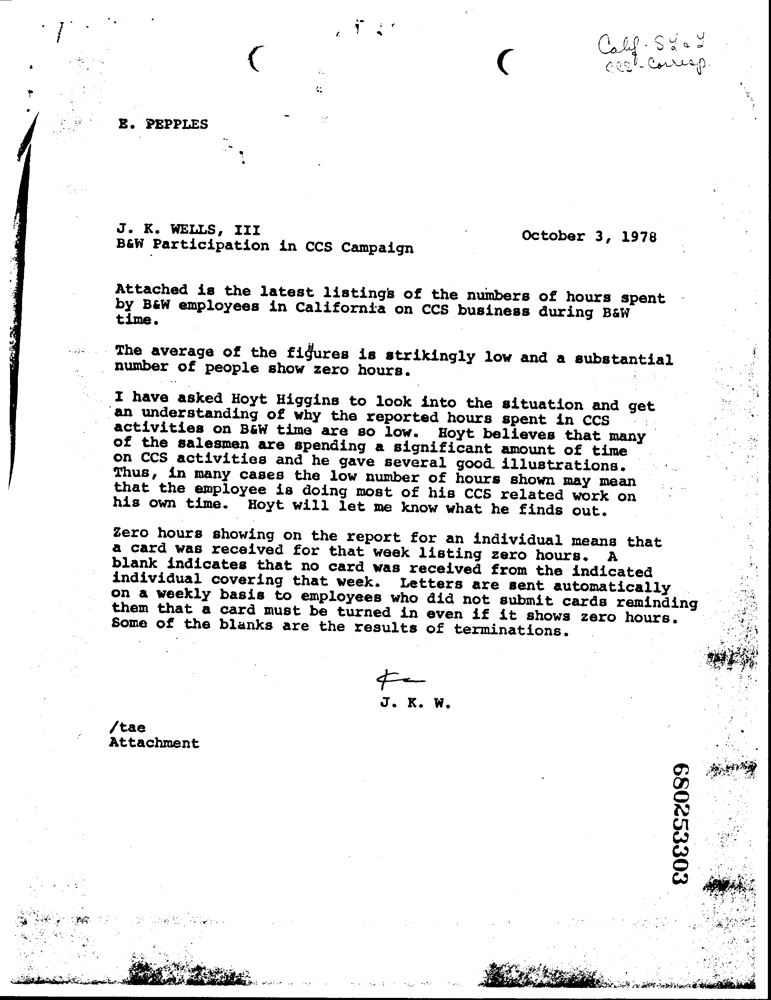 Calif.
CCS - Corresp.
E. PEPPLES
J. K. WELLS, III
October 3, 1978
B&W Participation in CCS Campaign
Attached is the latest listings of the numbers of hours spent
by B&W employees in California on CCS business during B&W
time.
The average of the figures is strikingly low and a substantial
number of people show zero hours.
I have asked Hoyt Higgins to look into the situation and get
an understanding of why the reported hours spent in CCS
activities on B&W time are so low. Hoyt believes that many
of the salesmen are spending a significant amount of time
on CCS activities and he gave several good illustrations.
Thus, in many cases the low number of hours shown may mean
that the employee is doing most of his CCS related work on
his own time. Hoyt will let me know what he finds out.
Zero hours showing on the report for an individual means that
a card was received for that week listing zero hours. A
blank indicates that no card was received from the indicated
individual covering that week. Letters are sent automatically
on a weekly basis to employees who did not submit cards reminding
them that a card must be turned in even if it shows zero hours.
Some of the blanks are the results of terminations.
J. K. W.
/tae
Attachment
680253303